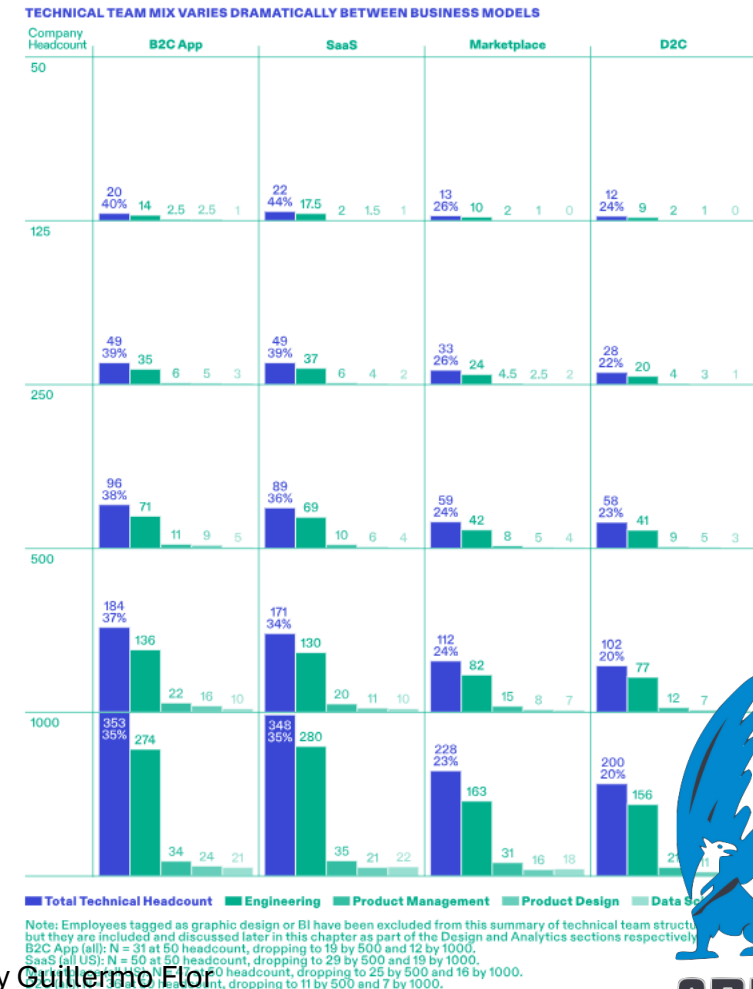 TECHNICAL TEAM MIX VARIES DRAMATICALLY BETWEEN BUSINESS MODELS
Company
Headcount B2C App SaaS Marketplace D2C
50
20 22 13 12
40% 14 2.5 2.5 1 44% 17.5 2 1.5 1 26% 10 2 1 0 24% 9 2 1 0
125
49 49 33 28
39% 35 6 5 3 39% 37 6 4 2 26% 24 4.5 2.5 2 22% 20 4 3 1
250
96 89 59 58
38% 71 11 9 5 36% 69 10 6 4 24% 42 8 5 4 23% 41 9 5 3
500
184 171 112 102
37% 136 22 16 10 34% 130 20 11 10 24% 82 15 8 7 20% 77 12 7
1000
353 348 228 200
35% 274 34 24 21 35% 280 35 21 22 23% 163 31 16 18 20% 156 21 11
Total Technical Headcount Engineering Product Management Product Design Data
Note: Employees tagged as graphic design or BI have been excluded from this summary of technical team
but they are included and discussed later in this chapter as part of the Design and Analytics sections respectively
B2C App (all): N = 31 at 50 headcount, dropping to 19 by 500 and 12 by 1000.
SaaS (all US): N = 50 at 50 headcount, dropping to 29 by 500 and 19 by 1000.
headcount, dropping to 25 by 500 and 16 by 1000.
dropping to 11 by 500 and 7 by 1000.
y Guillermo Flor